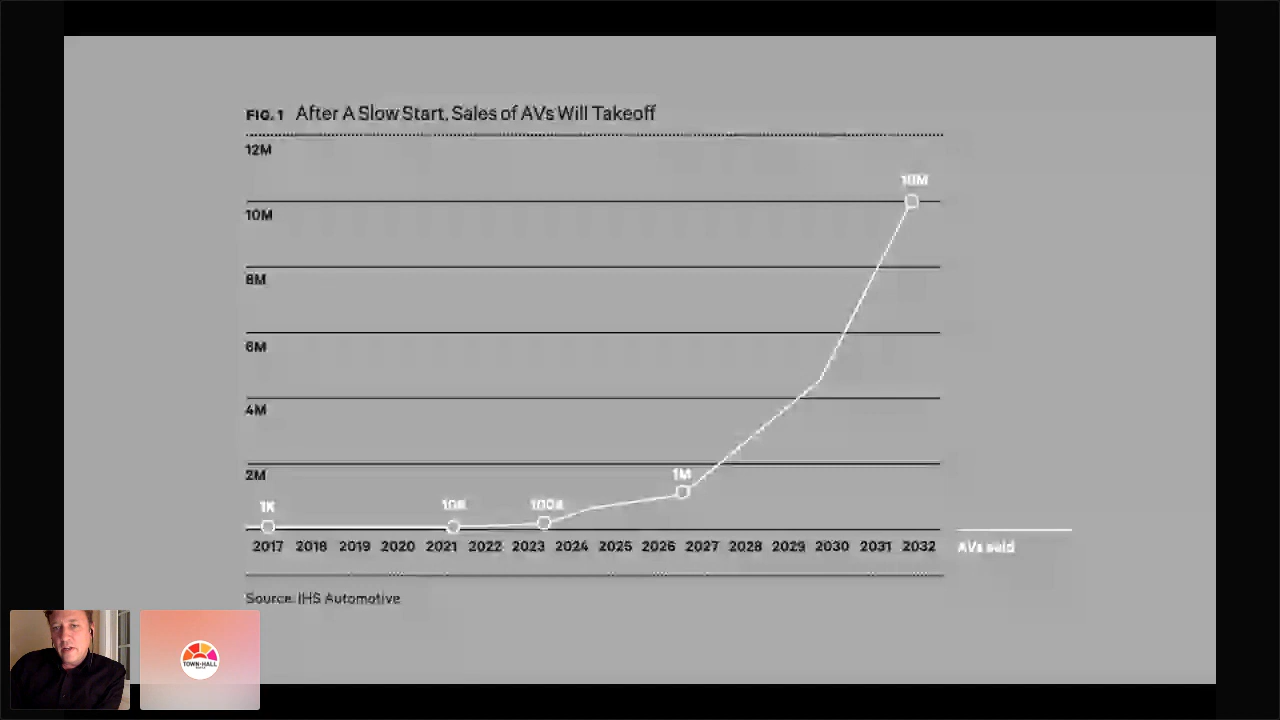 FIG. 1 After A Slow Start, Sales of AVs Will Takeoff
12M
10M
10M
8M
6M
4M
2M
1M
1K
10K
100K
2017 2018 2019 2020 2021 2022 2023 2024 2025 2026 2027 2028 2029 2030 2031 2032
AVs sold
Source: IHS Automotive
TOWN HALL